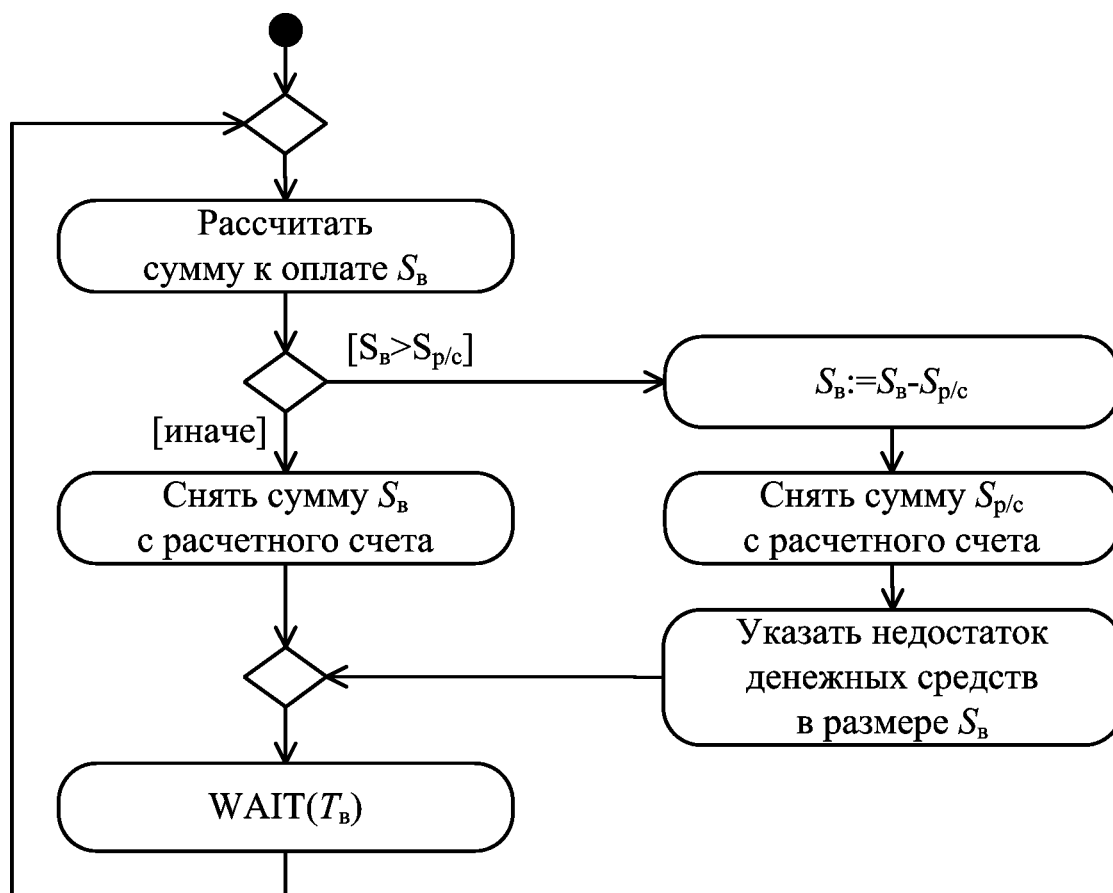 Рассчитать
сумму к оплате Sв
[Sв>Sр/с]
Sв:=Sв-Sр/с
[иначе]
Снять сумму Sв
с расчетного счета
Снять сумму Sр/с
с расчетного счета
Указать недостаток
денежных средств
в размере Sв
WAIT(Tв)